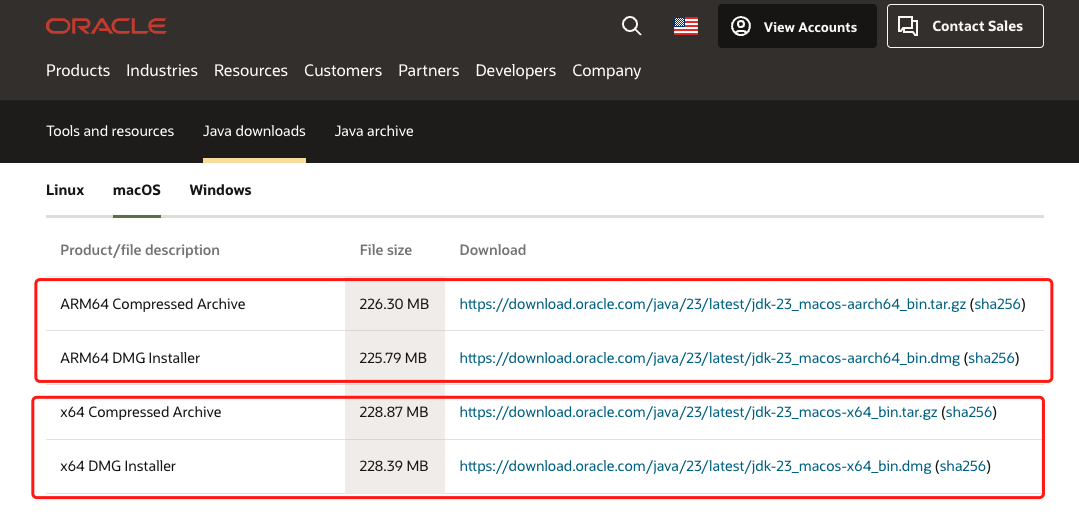 ORACLE
View Accounts
Contact Sales
Products Industries Resources Customers Partners Developers Company
Tools and resources Java downloads Java archive
Linux macOS Windows
Product/file description File size Download
ARM64 Compressed Archive 226.30 MB https://download.oracle.com/java/23/latest/jdk-23_macos-aarch64_bin.tar.gz (sha256)
ARM64 DMG Installer 225.79 MB https://download.oracle.com/java/23/latest/jdk-23_macos-aarch64_bin.dmg (sha256)
x64 Compressed Archive 228.87 MB https://download.oracle.com/java/23/latest/jdk-23_macos-x64_bin.tar.gz (sha256)
x64 DMG Installer 228.39 MB https://download.oracle.com/java/23/latest/jdk-23_macos-x64_bin.dmg (sha256)